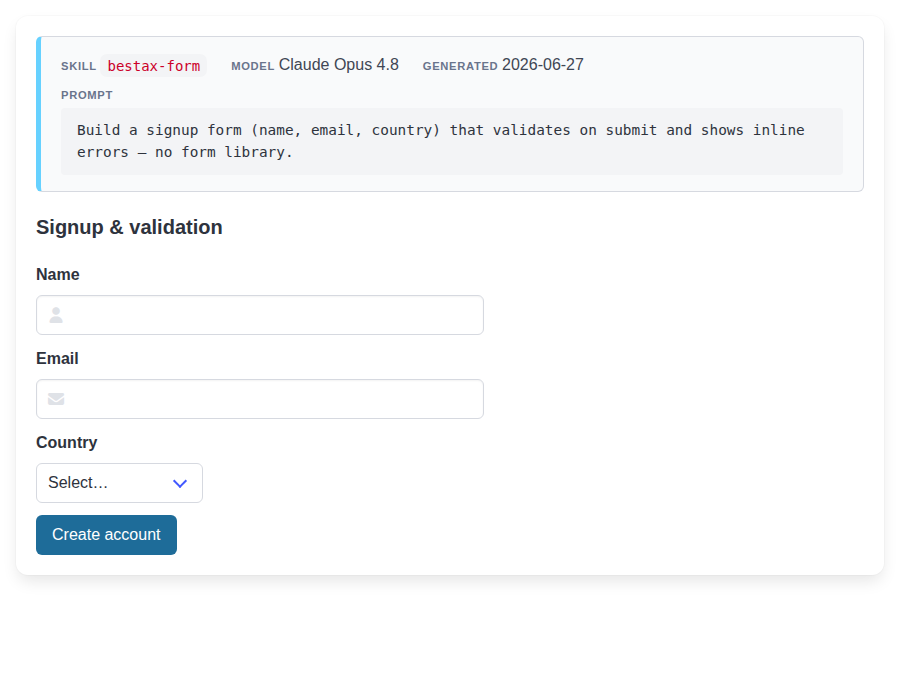 SKILL bestax-form MODEL Claude Opus 4.8 GENERATED 2026-06-27
PROMPT
Build a signup form (name, email, country) that validates on submit and shows inline
errors — no form library.
Signup & validation
Name
Email
Country
Select…
Create account